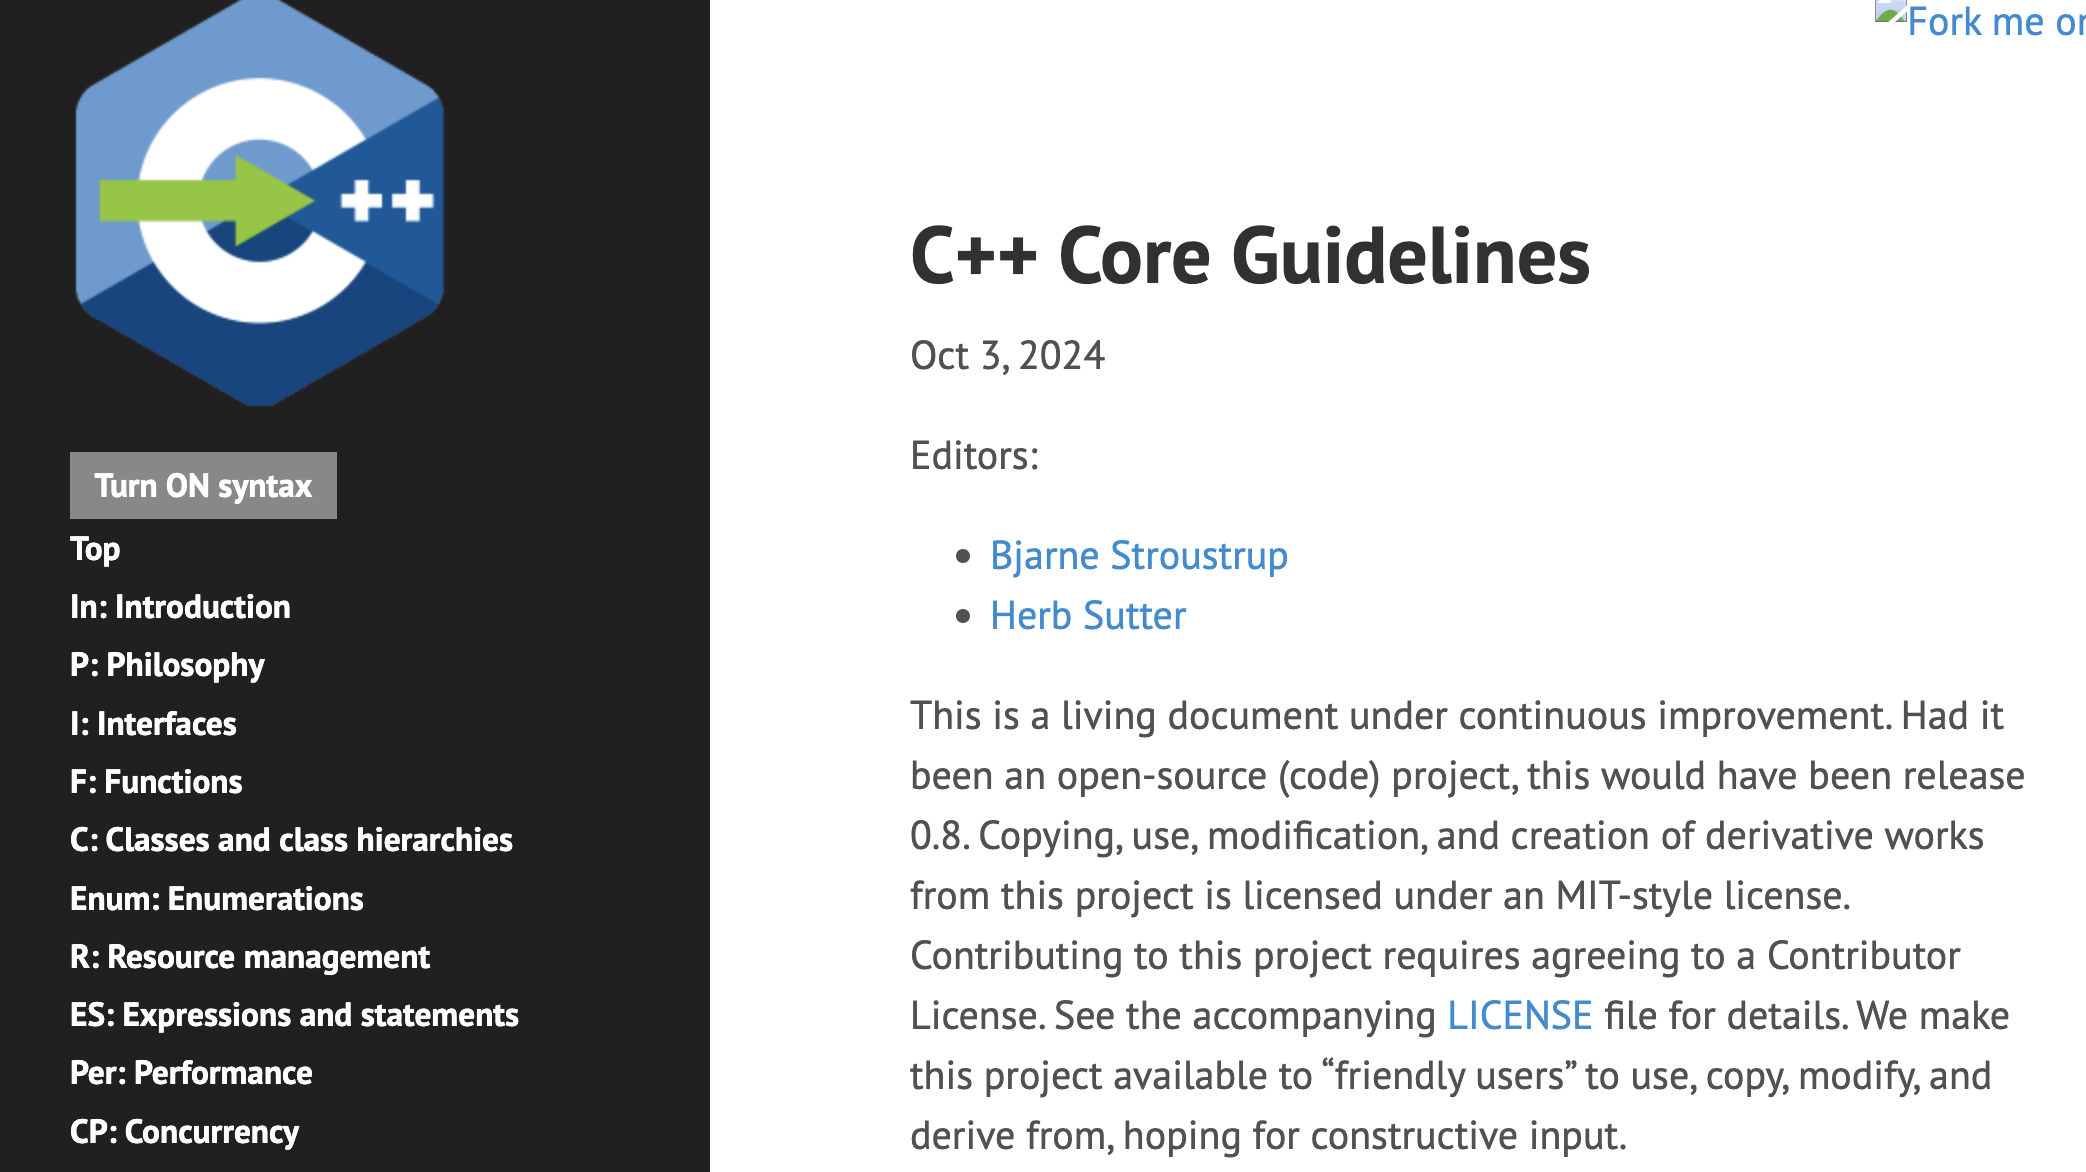 ++
Turn ON syntax
Top
In: Introduction
P: Philosophy
I: Interfaces
F: Functions
C: Classes and class hierarchies
Enum: Enumerations
R: Resource management
ES: Expressions and statements
Per: Performance
CP: Concurrency
Fork me on
C++ Core Guidelines
Oct 3, 2024
Editors:
• Bjarne Stroustrup
• Herb Sutter
This is a living document under continuous improvement. Had it
been an open-source (code) project, this would have been release
0.8. Copying, use, modification, and creation of derivative works
from this project is licensed under an MIT-style license.
Contributing to this project requires agreeing to a Contributor
License. See the accompanying LICENSE file for details. We make
this project available to “friendly users” to use, copy, modify, and
derive from, hoping for constructive input.